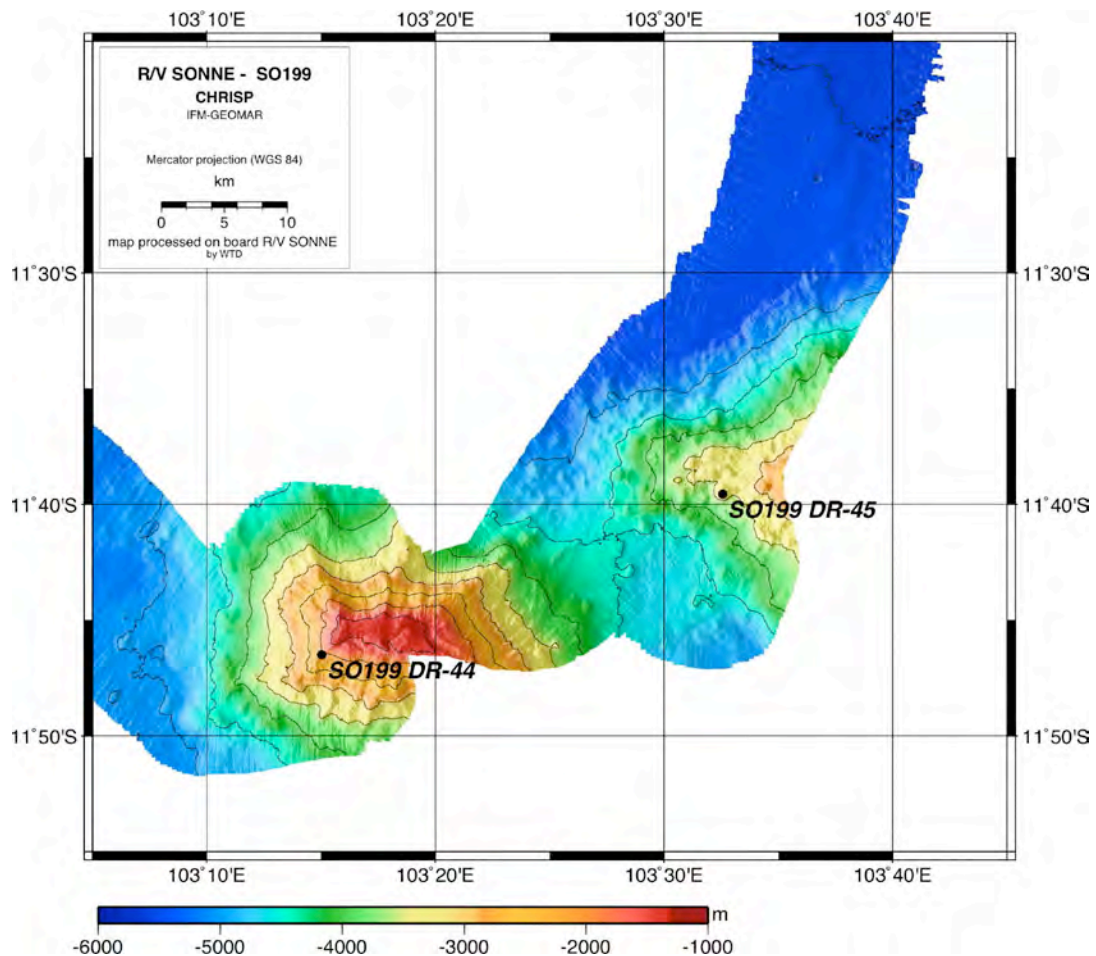 103°10'E 103°20'E 103°30'E 103°40'E
R/V SONNE - SO199
CHRISP
IFM-GEOMAR
Mercator projection (WGS 84)
km
0 5 10
map processed on board R/V SONNE
by WTD
11°30'S 11°30'S
11°40'S 11°40'S
SO199 DR-45
SO199 DR-44
11°50'S 11°50'S
103°10'E 103°20'E 103°30'E 103°40'E
m
-6000 -5000 -4000 -3000 -2000 -1000